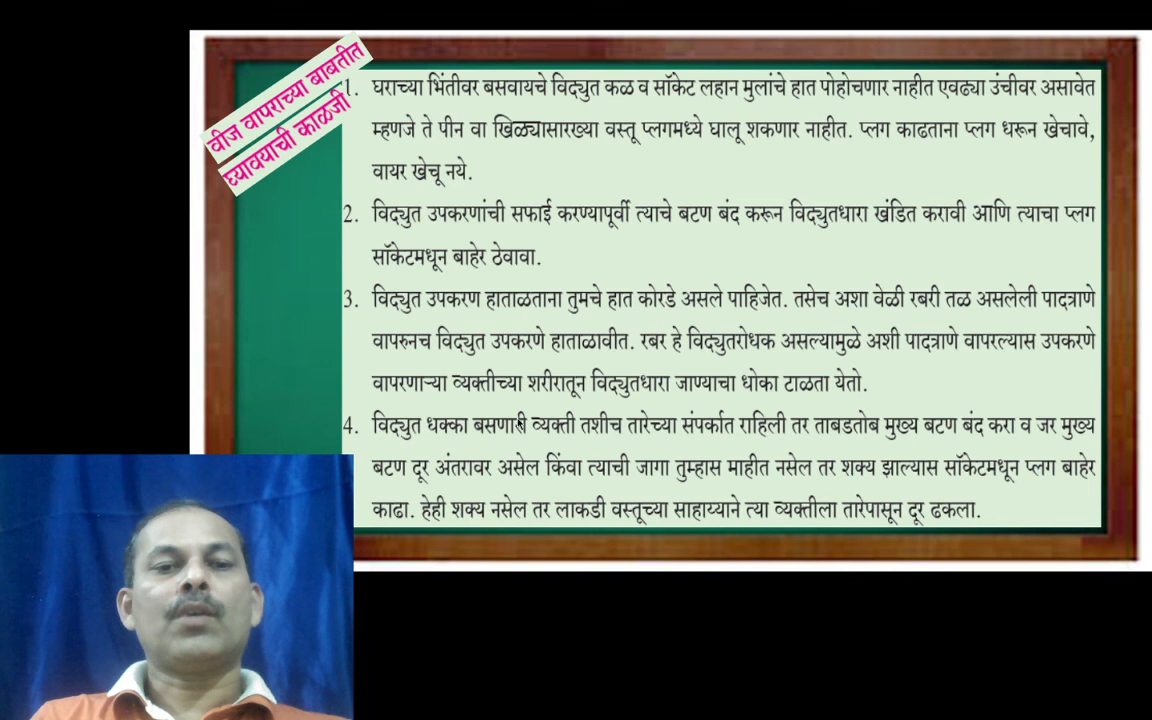 वीज वापराच्या बाबतीत
घ्यावयाची काळजी
1. घराच्या भिंतीवर बसवायचे विद्युत कळ व सॉकेट लहान मुलांचे हात पोहोचणार नाहीत एवढ्या उंचीवर असावेत
म्हणजे ते पीन वा खिळ्यासारख्या वस्तू प्लगमध्ये घालू शकणार नाहीत. प्लग काढताना प्लग धरून खेचावे,
वायर खेचू नये.
2. विद्युत उपकरणांची सफाई करण्यापूर्वी त्याचे बटण बंद करून विद्युतधारा खंडित करावी आणि त्याचा प्लग
सॉकेटमधून बाहेर ठेवावा.
3. विद्युत उपकरण हाताळताना तुमचे हात कोरडे असले पाहिजेत. तसेच अशा वेळी रबरी तळ असलेली पादत्राणे
वापरुनच विद्युत उपकरणे हाताळावीत. रबर हे विद्युतरोधक असल्यामुळे अशी पादत्राणे वापरल्यास उपकरणे
वापरणाऱ्या व्यक्तीच्या शरीरातून विद्युतधारा जाण्याचा धोका टाळता येतो.
4. विद्युत धक्का बसणारी व्यक्ती तशीच तारेच्या संपर्कात राहिली तर ताबडतोब मुख्य बटण बंद करा व जर मुख्य
बटण दूर अंतरावर असेल किंवा त्याची जागा तुम्हास माहीत नसेल तर शक्य झाल्यास सॉकेटमधून प्लग बाहेर
काढा. हेही शक्य नसेल तर लाकडी वस्तूच्या साहाय्याने त्या व्यक्तीला तारेपासून दूर ढकला.